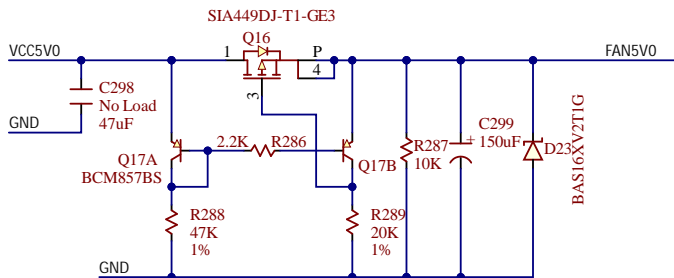 SIA449DJ-T1-GE3
Q16
VCC5V0
1
P
4
3
FAN5V0
C298
No Load
47uF
GND
2.2K
R286
Q17A
BCM857BS
Q17B
R287
10K
C299
+ 150uF
D23
BAS16XV2T1G
R288
47K
1%
R289
20K
1%
GND